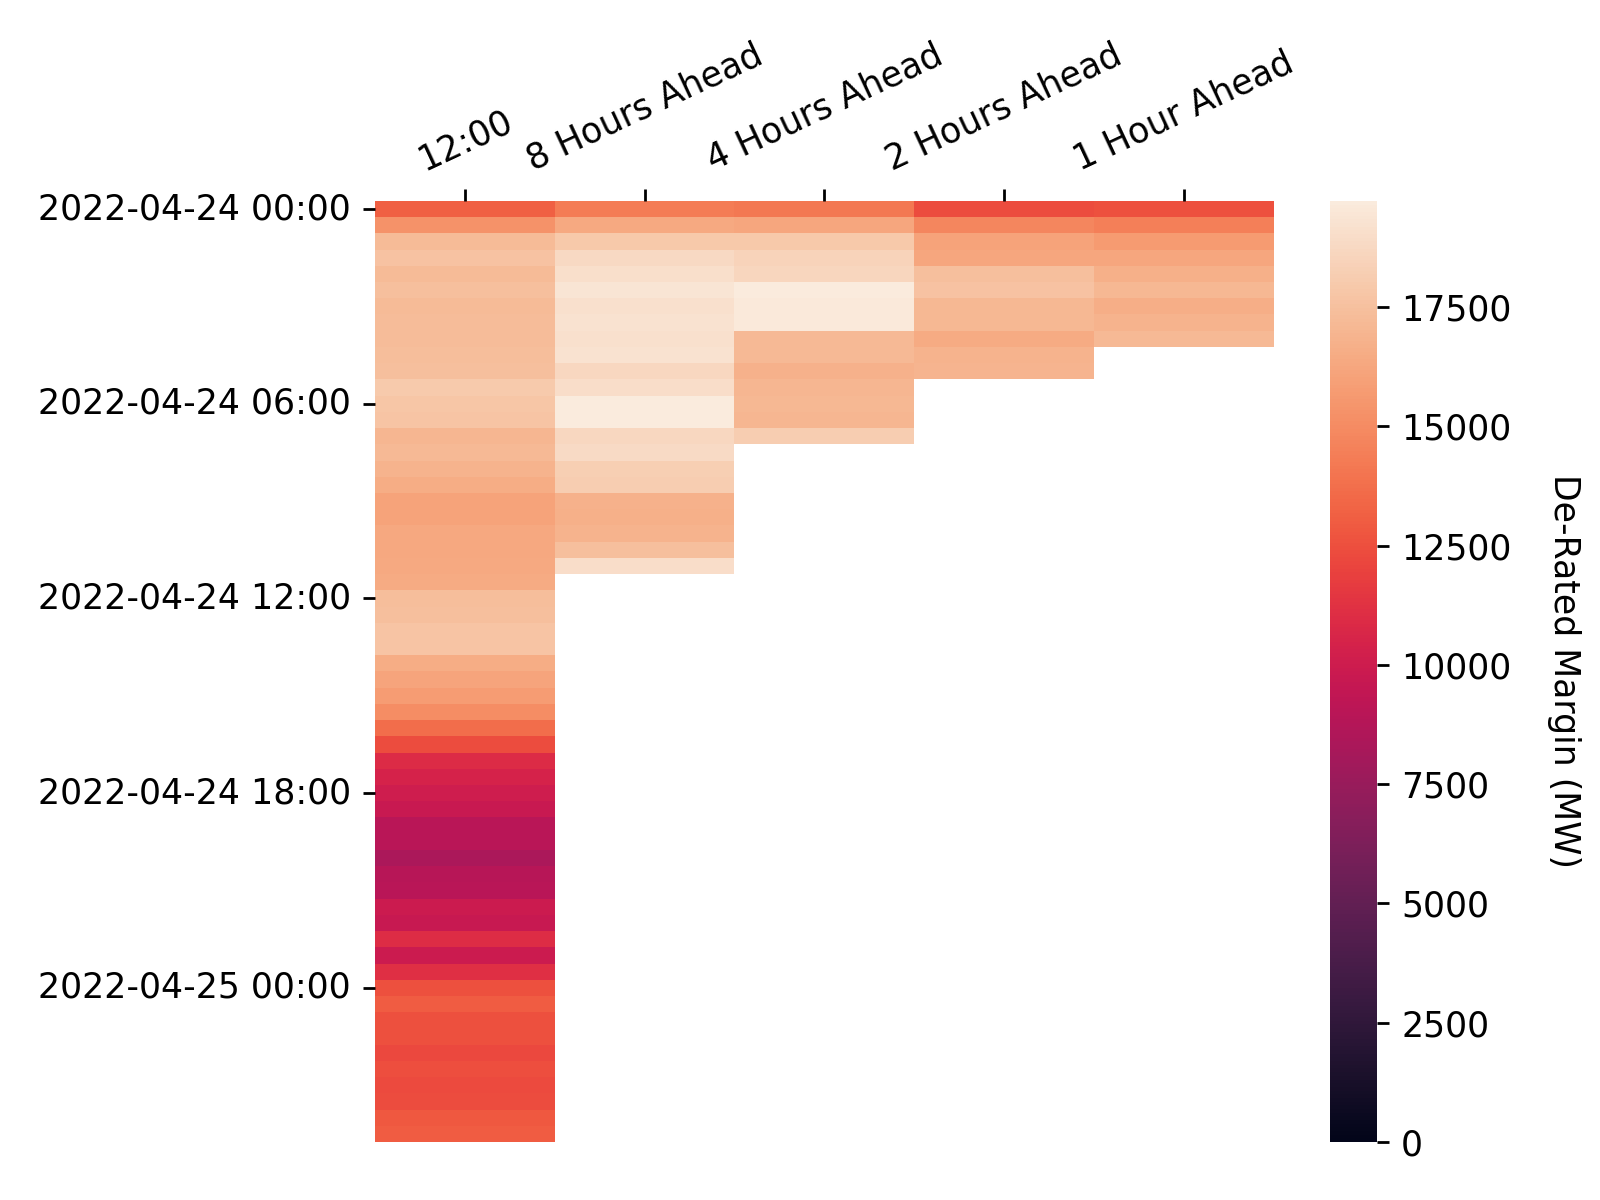 12:00
8 Hours Ahead
4 Hours Ahead
2 Hours Ahead
1 Hour Ahead
2022-04-24 00:00
2022-04-24 06:00
2022-04-24 12:00
2022-04-24 18:00
2022-04-25 00:00
17500
15000
12500
10000
7500
5000
2500
0
De-Rated Margin (MW)